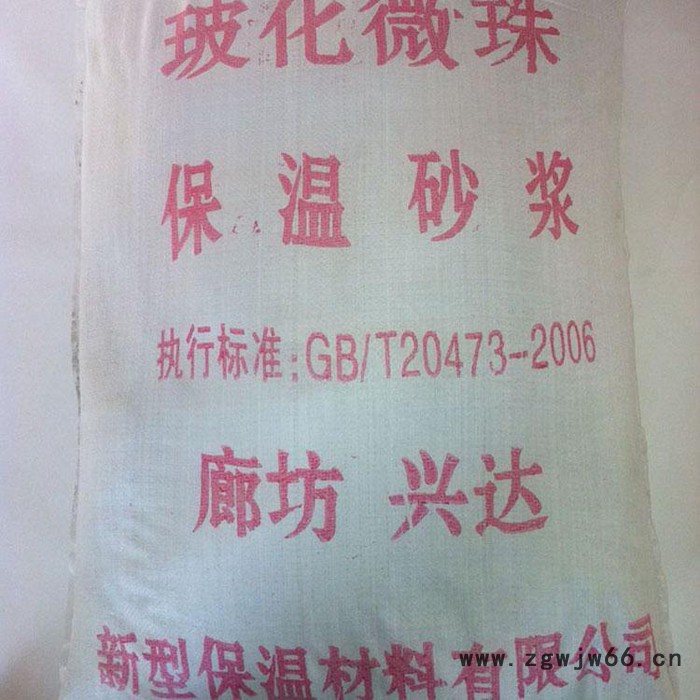 玻化微珠
保温砂浆
执行标准:GB/T20473-2006
廊坊 兴达
新型保温材料有限公司
www.zgwjw66.cn